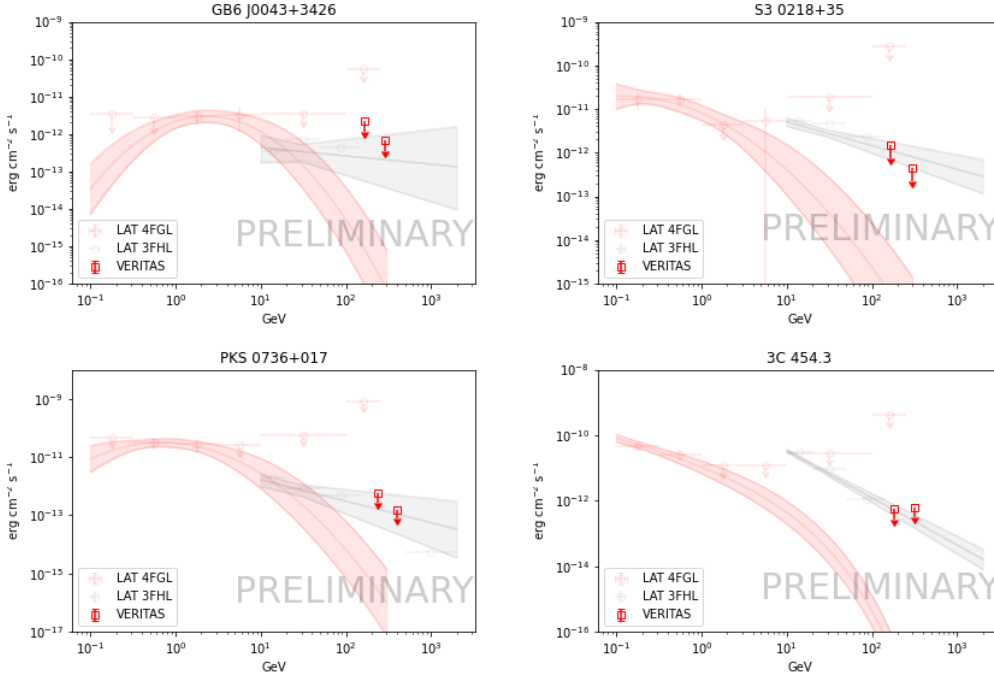 GB6 J0043+3426
10⁻⁹
10⁻¹⁰
10⁻¹¹
10⁻¹²
10⁻¹³
10⁻¹⁴
10⁻¹⁵
10⁻¹⁶
erg cm⁻² s⁻¹
PRELIMINARY
LAT 4FGL
LAT 3FHL
VERITAS
10⁻¹ 10⁰ 10¹ 10² 10³
GeV
S3 0218+35
10⁻⁹
10⁻¹⁰
10⁻¹¹
10⁻¹²
10⁻¹³
10⁻¹⁴
10⁻¹⁵
erg cm⁻² s⁻¹
PRELIMINARY
LAT 4FGL
LAT 3FHL
VERITAS
10⁻¹ 10⁰ 10¹ 10² 10³
GeV
PKS 0736+017
10⁻⁹
10⁻¹¹
10⁻¹³
10⁻¹⁵
10⁻¹⁷
erg cm⁻² s⁻¹
PRELIMINARY
LAT 4FGL
LAT 3FHL
VERITAS
10⁻¹ 10⁰ 10¹ 10² 10³
GeV
3C 454.3
10⁻⁸
10⁻¹⁰
10⁻¹²
10⁻¹⁴
10⁻¹⁶
erg cm⁻² s⁻¹
PRELIMINARY
LAT 4FGL
LAT 3FHL
VERITAS
10⁻¹ 10⁰ 10¹ 10² 10³
GeV